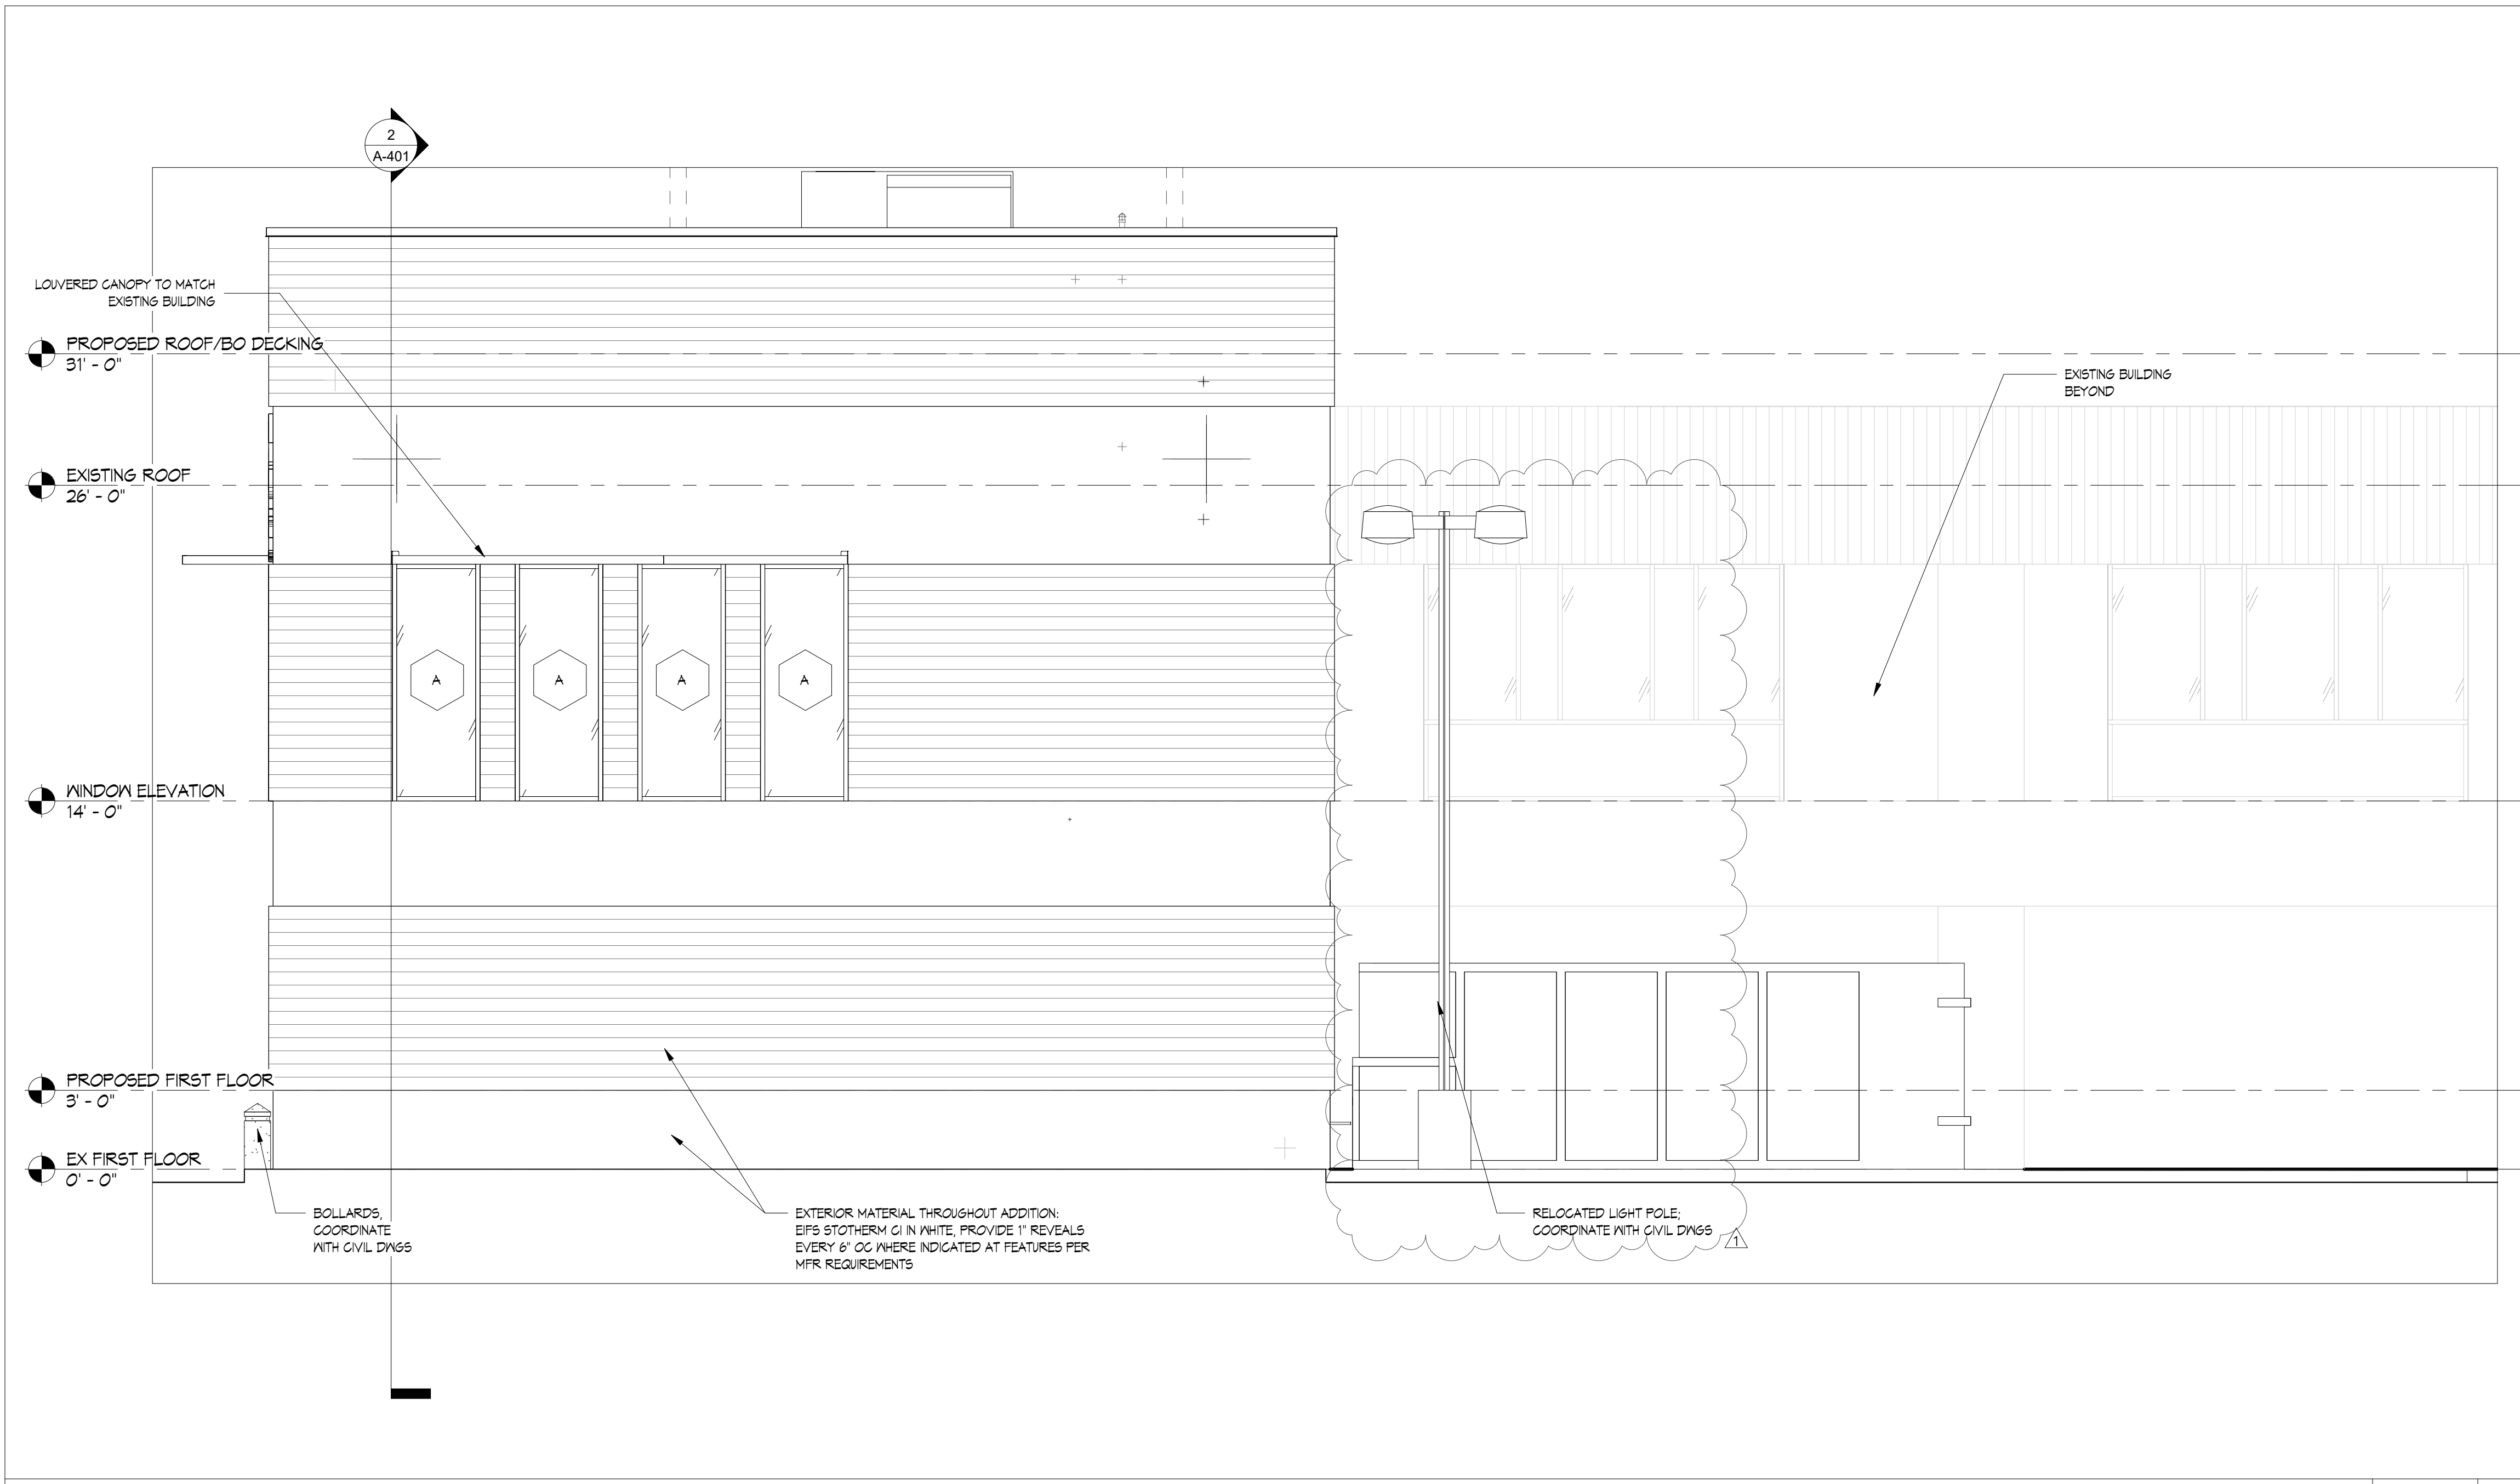 2
A-401
LOUVERED CANOPY TO MATCH
EXISTING BUILDING
PROPOSED ROOF/BO DECKING
31' - 0"
EXISTING BUILDING
BEYOND
EXISTING ROOF
26' - 0"
A
A
A
A
WINDOW ELEVATION
14' - 0"
PROPOSED FIRST FLOOR
3' - 0"
EX FIRST FLOOR
0' - 0"
BOLLARDS,
COORDINATE
WITH CIVIL DWGS
EXTERIOR MATERIAL THROUGHOUT ADDITION:
EIFS STOTHERM CI IN WHITE, PROVIDE 1" REVEALS
EVERY 6" OC WHERE INDICATED AT FEATURES PER
MFR REQUIREMENTS
RELOCATED LIGHT POLE;
COORDINATE WITH CIVIL DWGS
1